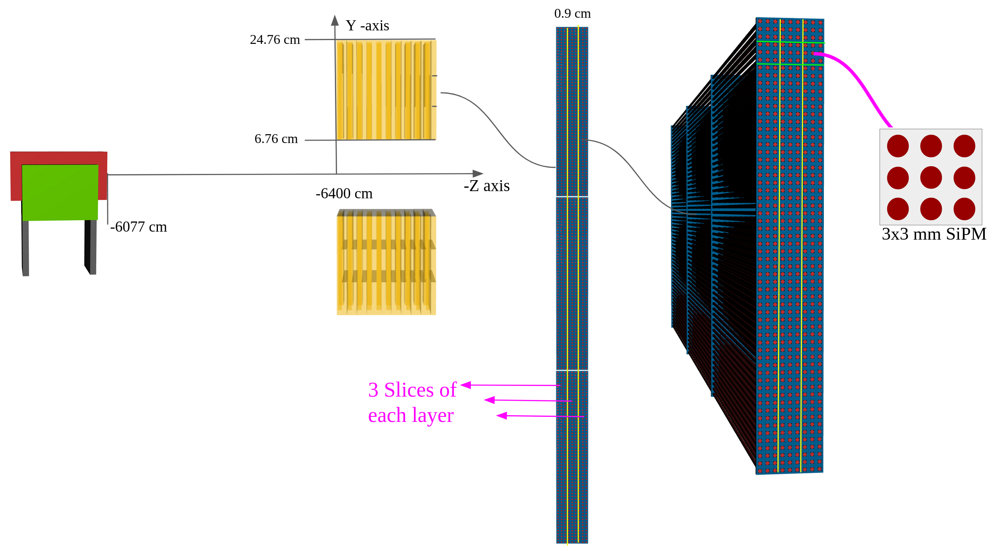 0.9 cm
Y -axis
24.76 cm
6.76 cm
-Z axis
-6400 cm
-6077 cm
3x3 mm SiPM
3 Slices of
each layer